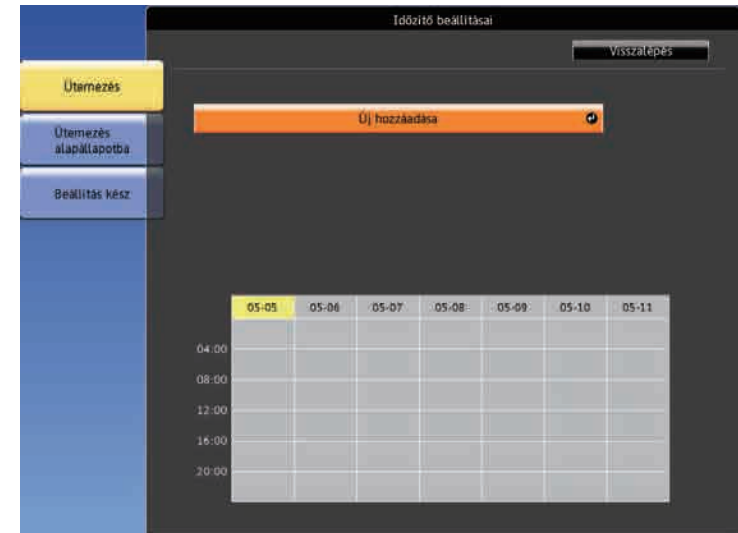 Időzítő beállításai
Visszalépés
Ütemezés
Új hozzáadása
Ütemezés
alapállapotba
Beállítás kész
05-05 05-06 05-07 05-08 05-09 05-10 05-11
04:00
08:00
12:00
16:00
20:00